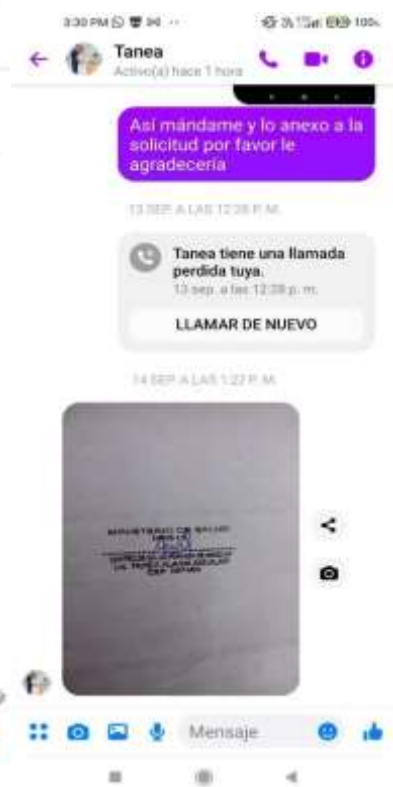 3:30 PM
100%
Tanea
Activo(a) hace 1 hora
Así mándame y lo anexo a la
solicitud por favor le
agradecería
13 SEP. A LAS 12:38 P. M.
Tanea tiene una llamada
perdida tuya.
13 sep. a las 12:38 p. m.
LLAMAR DE NUEVO
14 SEP. A LAS 1:27 P. M.
MINISTERIO DE SALUD
Mensaje